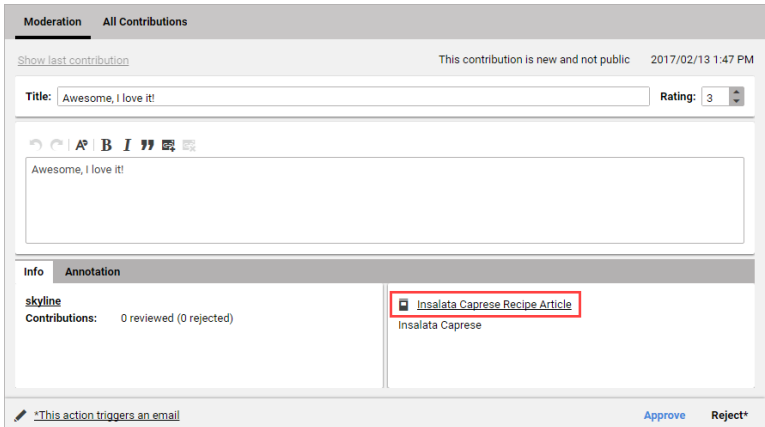 Moderation All Contributions
Show last contribution This contribution is new and not public 2017/02/13 1:47 PM
Title: Awesome, I love it! Rating: 3
B I
Awesome, I love it!
Info Annotation
skyline
Contributions: 0 reviewed (0 rejected)
Insalata Caprese Recipe Article
Insalata Caprese
*This action triggers an email Approve Reject*